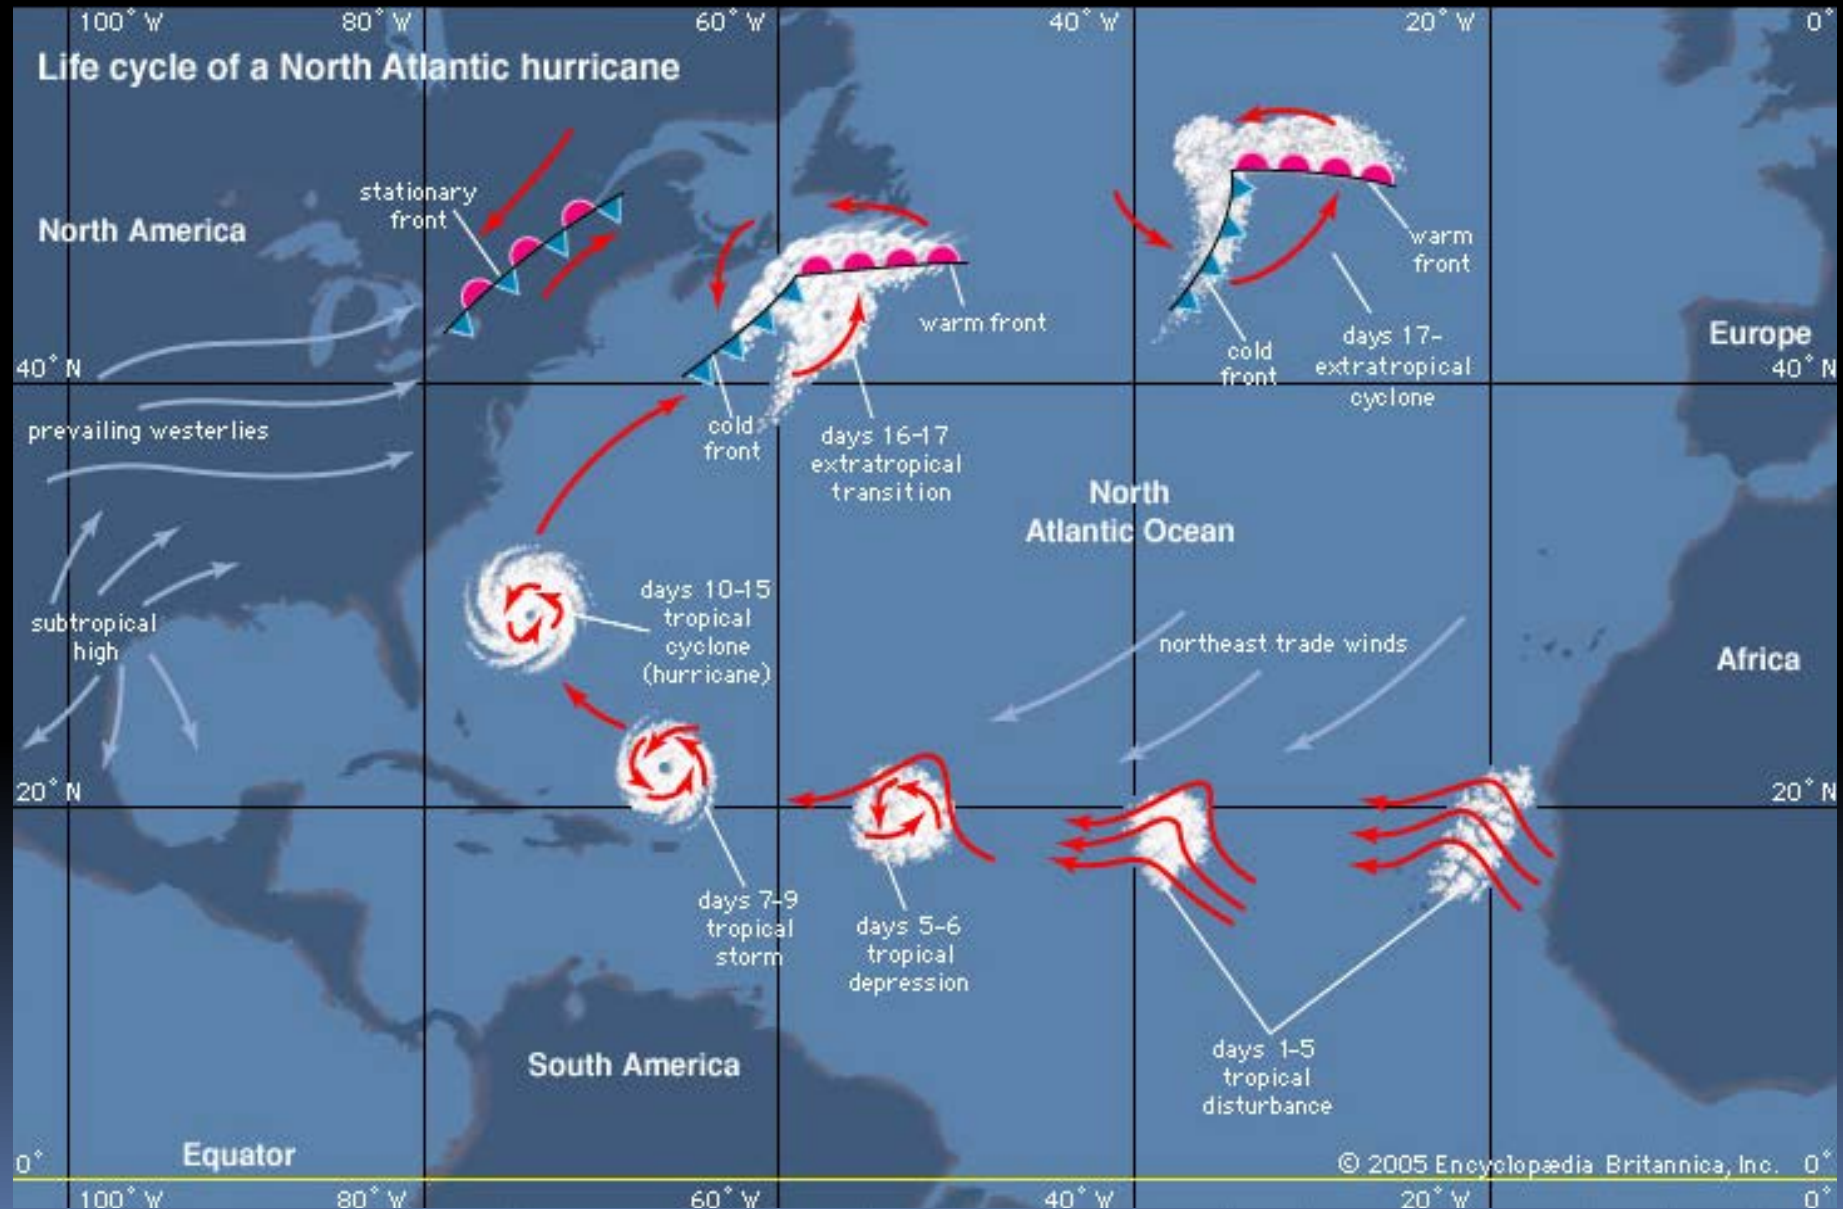 100° W 80° W 60° W 40° W 20° W 0°
Life cycle of a North Atlantic hurricane
stationary
front
North America
warm
front
warm front
days 17-
extratropical
cyclone
cold
front
Europe
40° N 40° N
prevailing westerlies
cold
front
days 16-17
extratropical
transition
North
Atlantic Ocean
days 10-15
tropical
cyclone
(hurricane)
subtropical
high
northeast trade winds
Africa
20° N 20° N
days 7-9
tropical
storm
days 5-6
tropical
depression
days 1-5
tropical
disturbance
South America
Equator
0° © 2005 Encyclopædia Britannica, Inc. 0°
100° W 80° W 60° W 40° W 20° W 0°